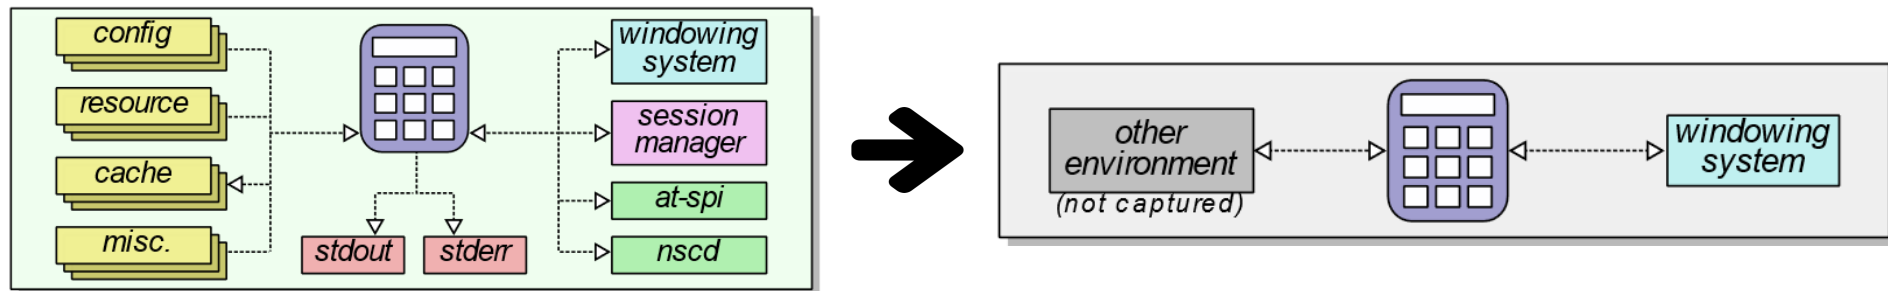 config
resource
cache
misc.
stdout
stderr
windowing
system
session
manager
at-spi
nscd
other
environment
(not captured)
windowing
system